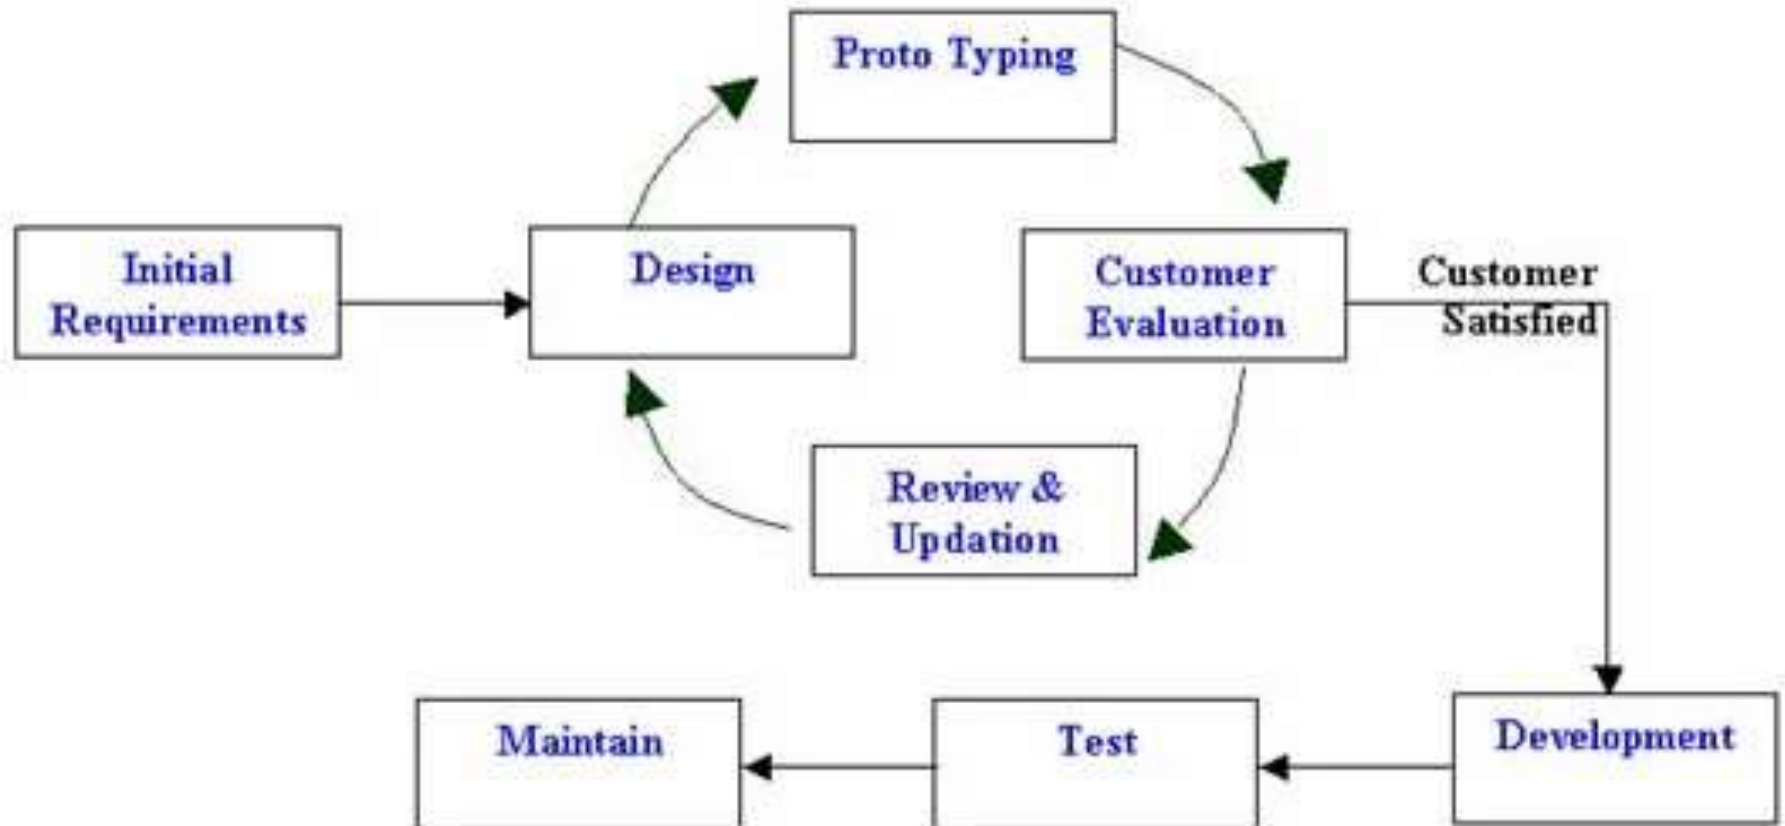 Proto Typing
Initial
Requirements
Design
Customer
Evaluation
Customer
Satisfied
Review &
Updation
Maintain
Test
Development